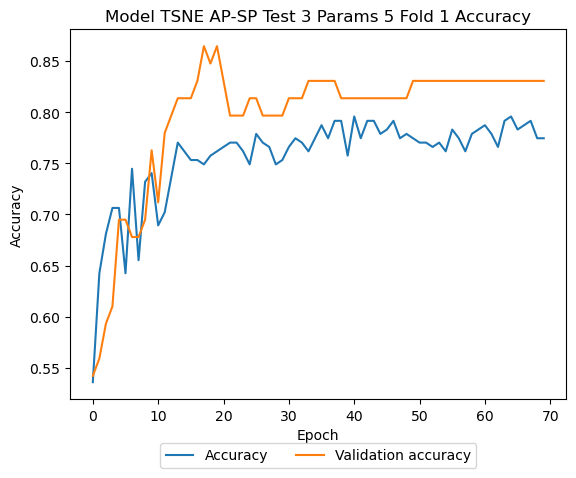 Model TSNE AP-SP Test 3 Params 5 Fold 1 Accuracy
Accuracy
0.85
0.80
0.75
0.70
0.65
0.60
0.55
0 10 20 30 40 50 60 70
Epoch
Accuracy Validation accuracy